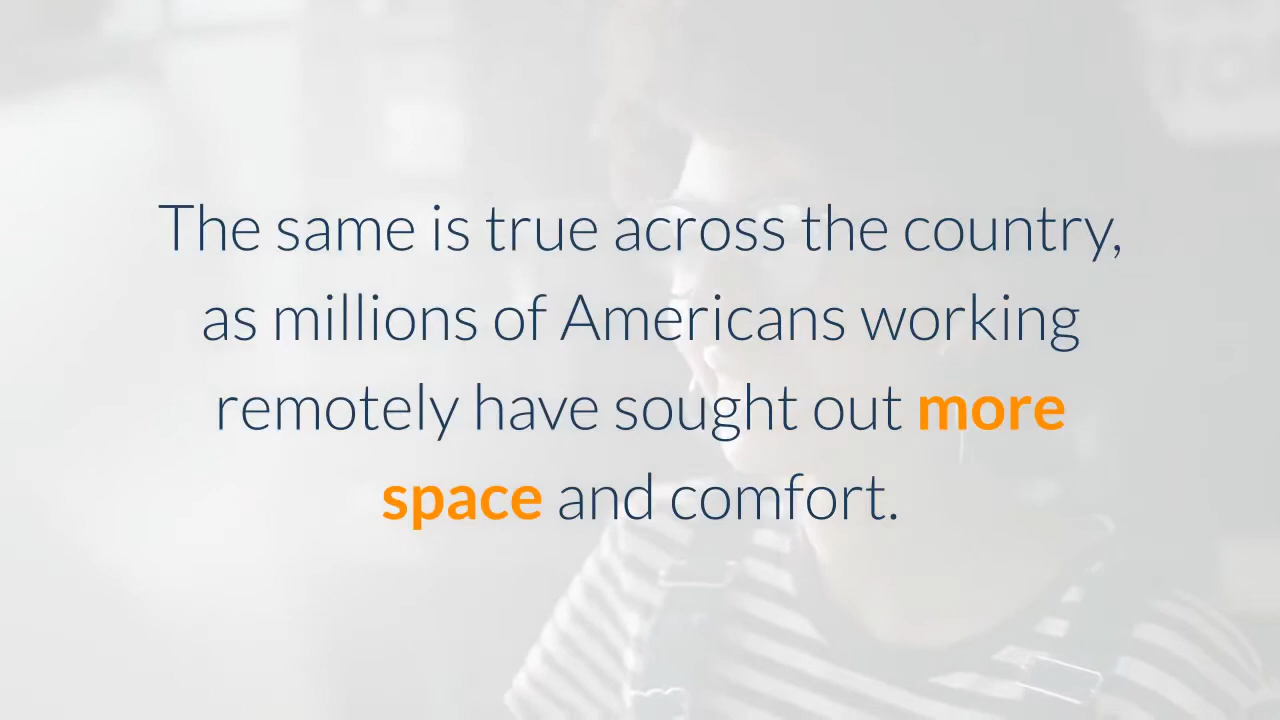 The same is true across the country,
as millions of Americans working
remotely have sought out more
space and comfort.